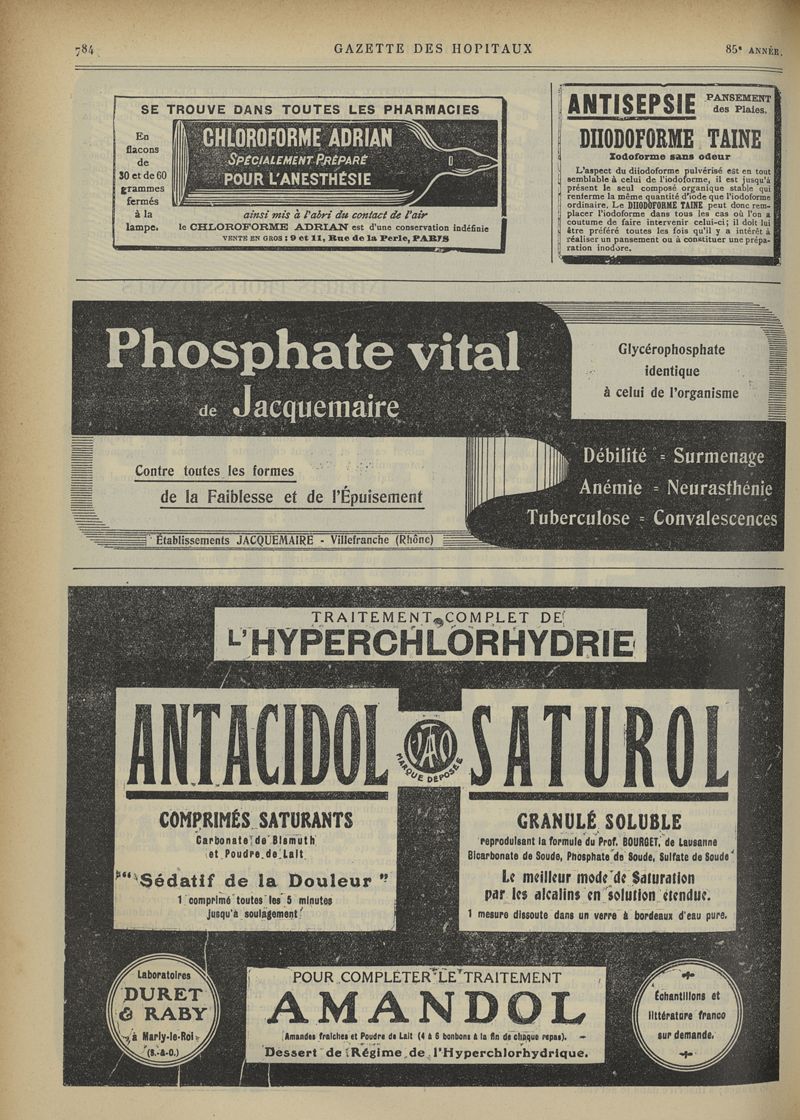 784
GAZETTE DES HOPITAUX
85e ANNÉE.
SE TROUVE DANS TOUTES LES PHARMACIES
En
flacons
de
30 et de 60
grammes
fermés
à la
lampe.
CHLOROFORME ADRIAN
SPÉCIALEMENT PRÉPARÉ
POUR L'ANESTHÉSIE
ainsi mis à l'abri du contact de l'air
le CHLOROFORME ADRIAN est d'une conservation indéfinie
VENTE EN GROS : 9 et 11, Rue de la Perle, PARIS
ANTISEPSIE
PANSEMENT
des Plaies.
DIIODOFORME TAINE
Iodoforme sans odeur
L'aspect du diiodoforme pulvérisé est en tout
semblable à celui de l'iodoforme, il est jusqu'à
présent le seul composé organique stable qui
renferme la même quantité d'iode que l'iodoforme
ordinaire. Le DIIODOFORME TAINE peut donc rem-
placer l'iodoforme dans tous les cas où l'on a
coutume de faire intervenir celui-ci; il doit lui
être préféré toutes les fois qu'il y a intérêt à
réaliser un pansement ou à constituer une prépa-
ration inodore.
Phosphate vital
de Jacquemaire
Glycérophosphate
identique
à celui de l'organisme
Contre toutes les formes
de la Faiblesse et de l'Épuisement
Débilité = Surmenage
Anémie = Neurasthénie
Tuberculose = Convalescences
Établissements JACQUEMAIRE - Villefranche (Rhône)
TRAITEMENT COMPLET DE
L'HYPERCHLORHYDRIE
ANTACIDOL
MARQUE DÉPOSÉE
SATUROL
COMPRIMÉS SATURANTS
Carbonate de Bismuth
et Poudre de Lait
"Sédatif de la Douleur"
1 comprimé toutes les 5 minutes
jusqu'à soulagement
GRANULÉ SOLUBLE
reproduisant la formule du Prof. BOURGET, de Lausanne
Bicarbonate de Soude, Phosphate de Soude, Sulfate de Soude
Le meilleur mode de Saturation
par les alcalins en solution étendue.
1 mesure dissoute dans un verre à bordeaux d'eau pure.
Laboratoires
DURET
& RABY
à Marly-le-Roi
(S.-&-O.)
POUR COMPLÉTER LE TRAITEMENT
AMANDOL
Amandes fraîches et Poudre de Lait (4 à 6 bonbons à la fin de chaque repas).
Dessert de Régime de l'Hyperchlorhydrique.
Échantillons et
littérature franco
sur demande.